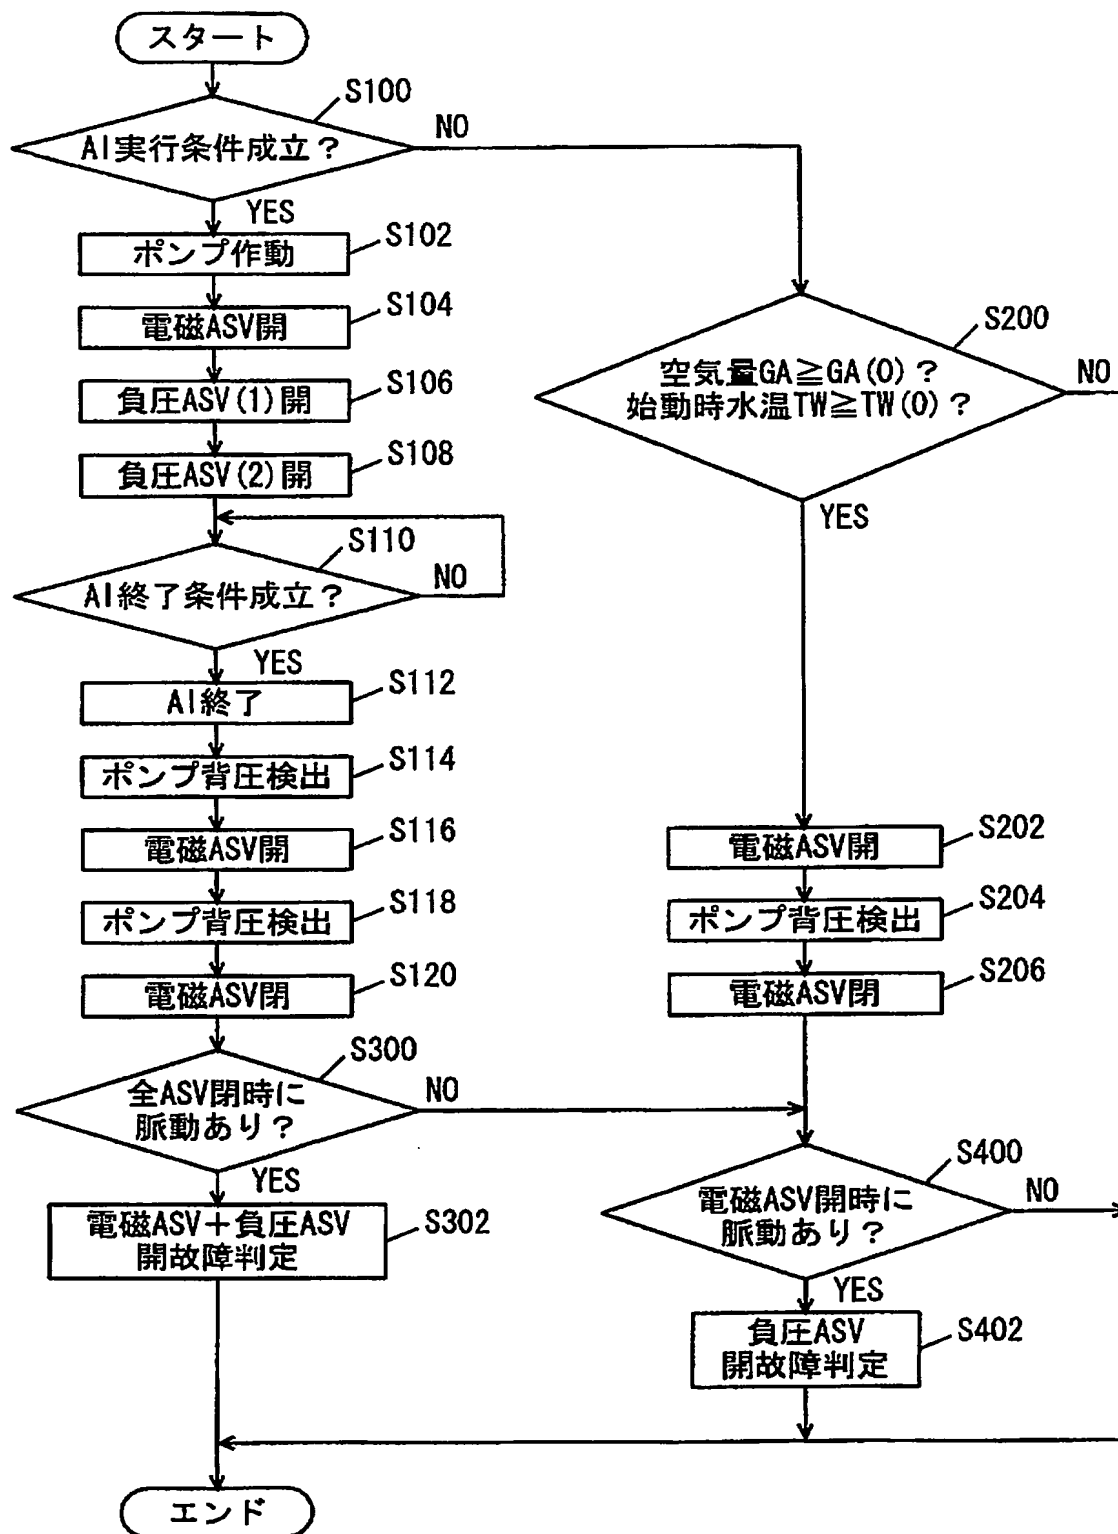 スタート
S100
AI実行条件成立？
NO
YES
S102
ポンプ作動
S104
電磁ASV開
S106
負圧ASV(1)開
S108
負圧ASV(2)開
S110
AI終了条件成立？
NO
YES
S112
AI終了
S114
ポンプ背圧検出
S116
電磁ASV開
S118
ポンプ背圧検出
S120
電磁ASV閉
S300
全ASV閉時に
脈動あり？
NO
YES
S302
電磁ASV＋負圧ASV
開故障判定
S200
空気量GA≧GA(0)？
始動時水温TW≧TW(0)？
NO
YES
S202
電磁ASV開
S204
ポンプ背圧検出
S206
電磁ASV閉
S400
電磁ASV開時に
脈動あり？
NO
YES
S402
負圧ASV
開故障判定
エンド